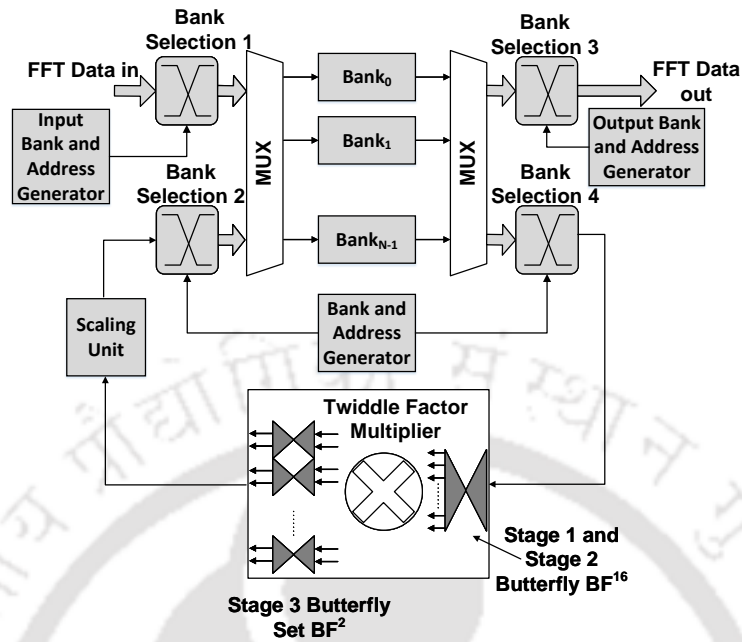 Bank
Selection 1
Bank
Selection 3
FFT Data in
FFT Data
out
Bank0
Input
Bank and
Address
Generator
Output Bank
and Address
Generator
MUX
MUX
Bank1
Bank
Selection 2
Bank
Selection 4
BankN-1
Scaling
Unit
Bank and
Address
Generator
Twiddle Factor
Multiplier
Stage 1 and
Stage 2
Butterfly BF16
Stage 3 Butterfly
Set BF2